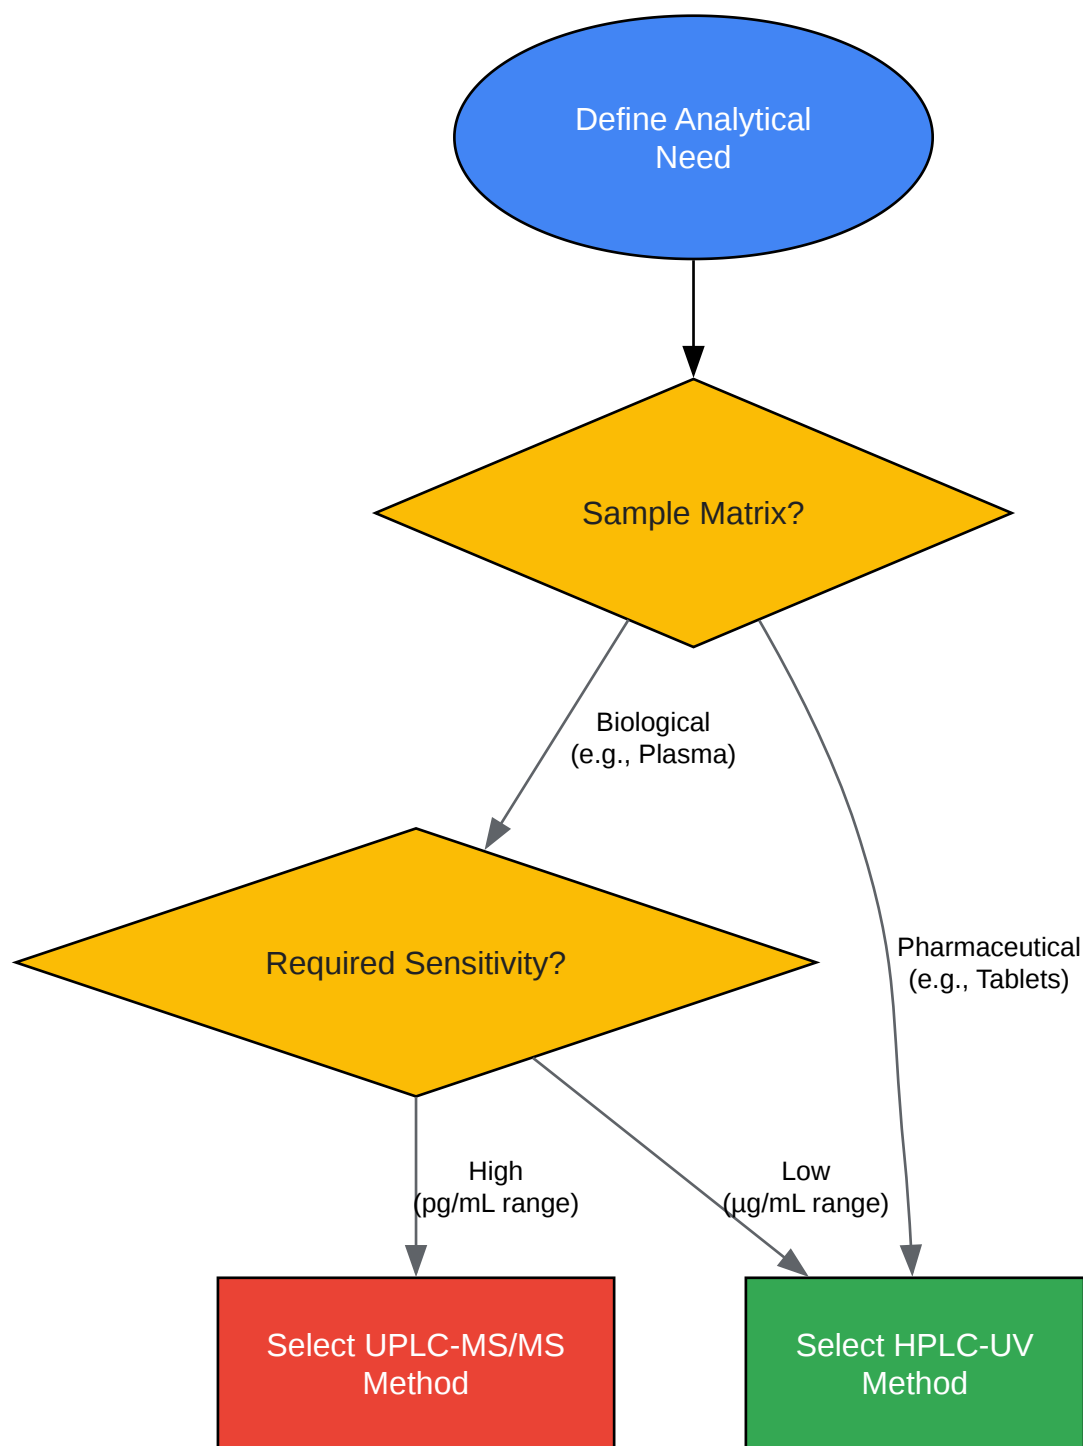 Define Analytical
Need
Sample Matrix?
Biological
(e.g., Plasma)
Required Sensitivity?
Pharmaceutical
(e.g., Tablets)
High
(pg/mL range)
Low
(µg/mL range)
Select UPLC-MS/MS
Method
Select HPLC-UV
Method